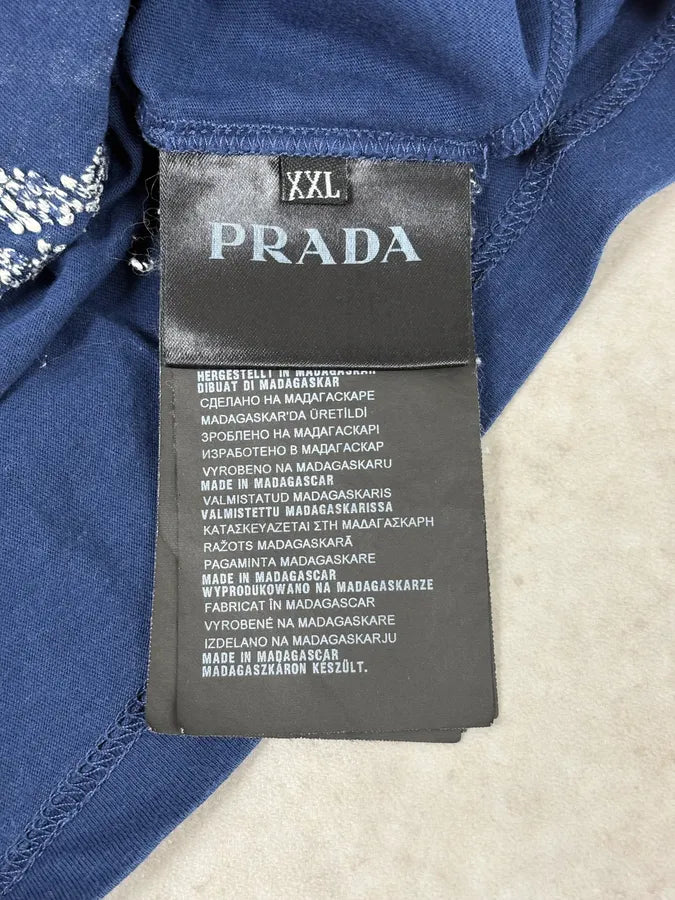 XXL
PRADA
HERGESTELLT IN MADAGASKAR
DIBUAT DI MADAGASKAR
СДЕЛАНО НА МАДАГАСКАРЕ
MADAGASKAR'DA ÜRETİLDİ
ЗРОБЛЕНО НА МАДАГАСКАРІ
ИЗРАБОТЕНО В МАДАГАСКАР
VYROBENO NA MADAGASKARU
MADE IN MADAGASCAR
VALMISTATUD MADAGASKARIS
VALMISTETTU MADAGASKARISSA
ΚΑΤΑΣΚΕΥΑΖΕΤΑΙ ΣΤΗ ΜΑΔΑΓΑΣΚΑΡΗ
RAŽOTS MADAGASKARĀ
PAGAMINTA MADAGASKARE
MADE IN MADAGASCAR
WYPRODUKOWANO NA MADAGASKARZE
FABRICAT ÎN MADAGASCAR
VYROBENÉ NA MADAGASKARE
IZDELANO NA MADAGASKARJU
MADE IN MADAGASCAR
MADAGASZKÁRON KÉSZÜLT.